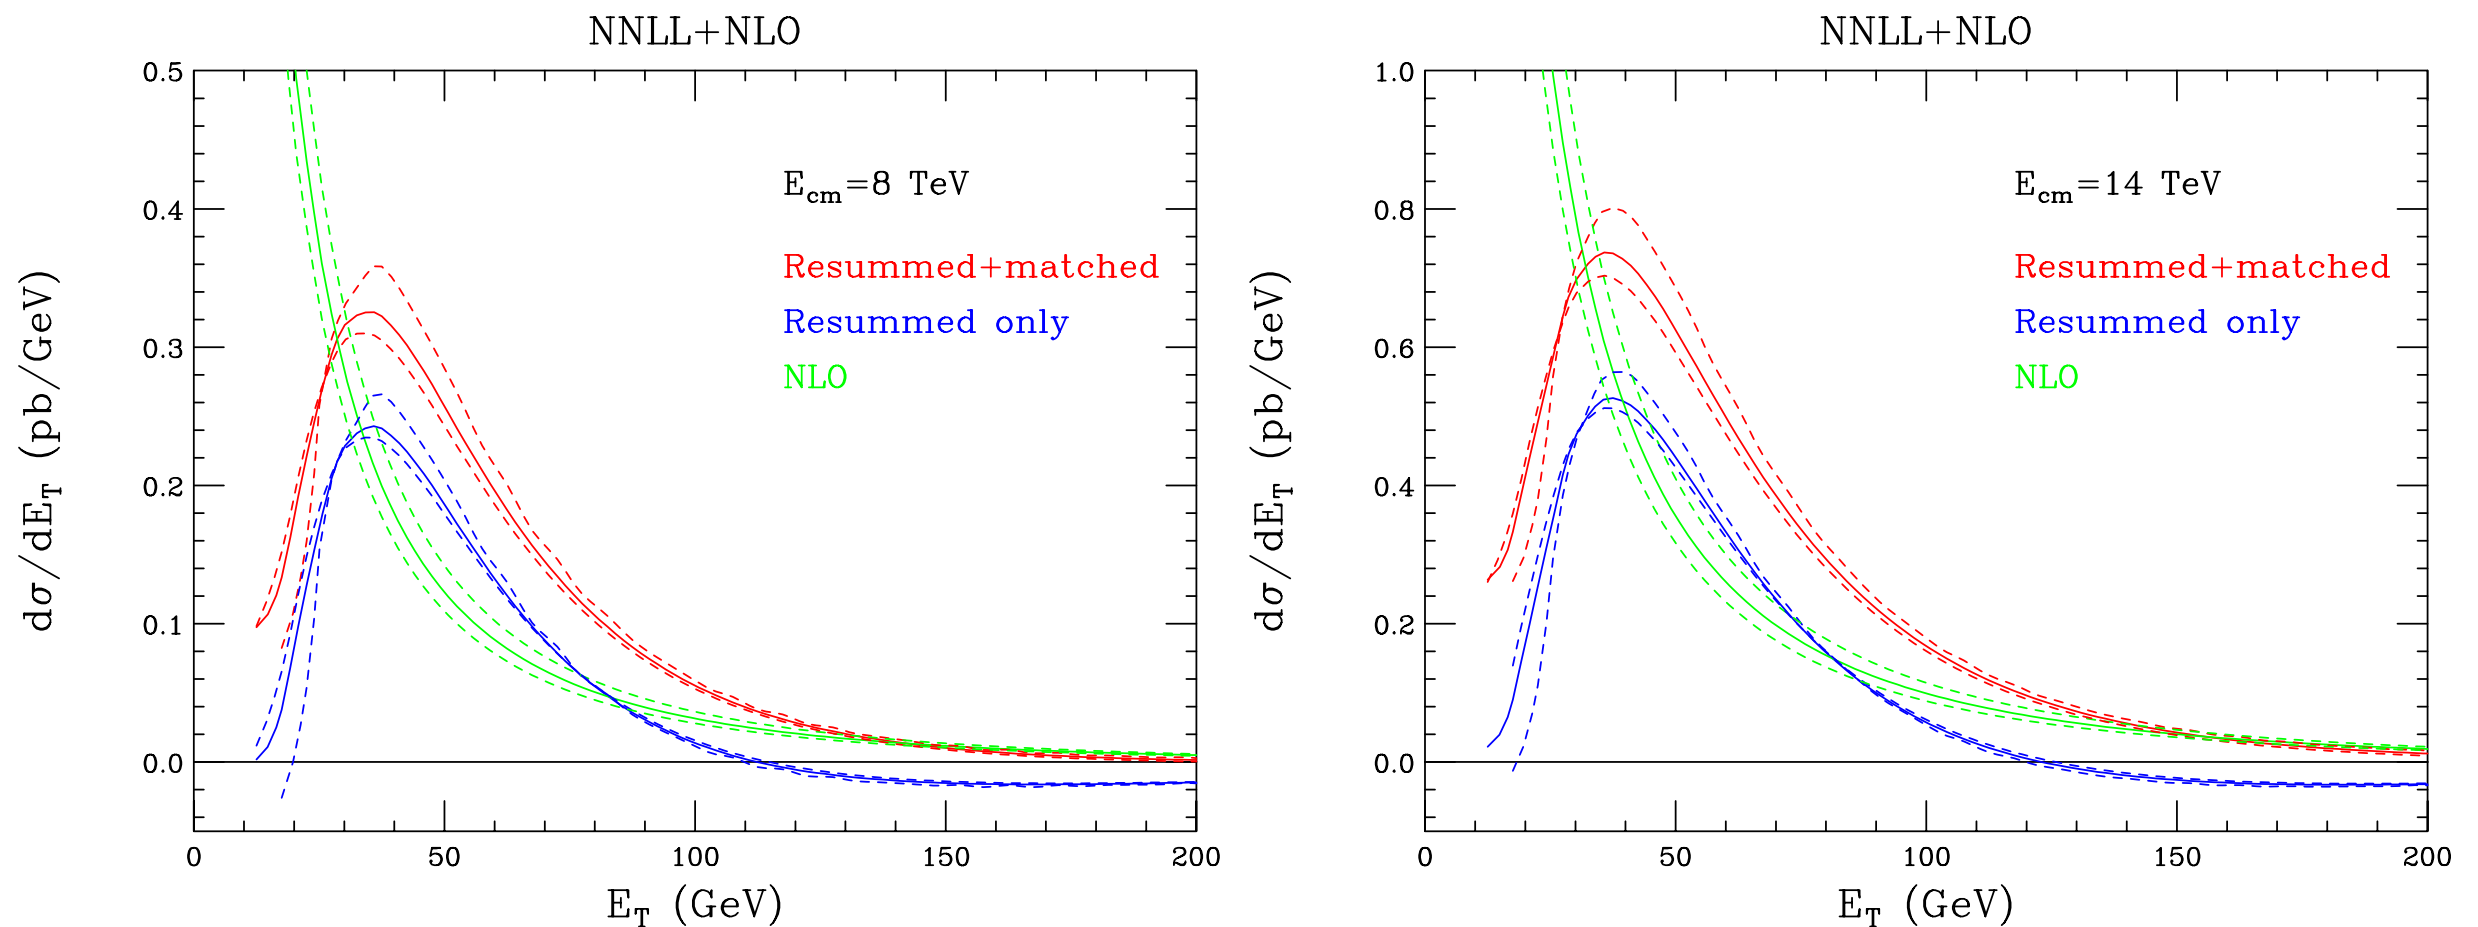 NNLL+NLO
0.5
0.4
0.3
0.2
0.1
0.0
dσ/dE_T (pb/GeV)
E_cm=8 TeV
Resummed+matched
Resummed only
NLO
0 50 100 150 200
E_T (GeV)
NNLL+NLO
1.0
0.8
0.6
0.4
0.2
0.0
dσ/dE_T (pb/GeV)
E_cm=14 TeV
Resummed+matched
Resummed only
NLO
0 50 100 150 200
E_T (GeV)